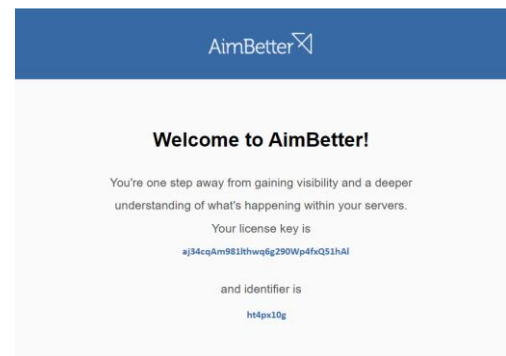 AimBetter
Welcome to AimBetter!
You're one step away from gaining visibility and a deeper
understanding of what's happening within your servers.
Your license key is
aj34cqAm981lthwq6g290Wp4fxQ51hAl
and identifier is
ht4px10g